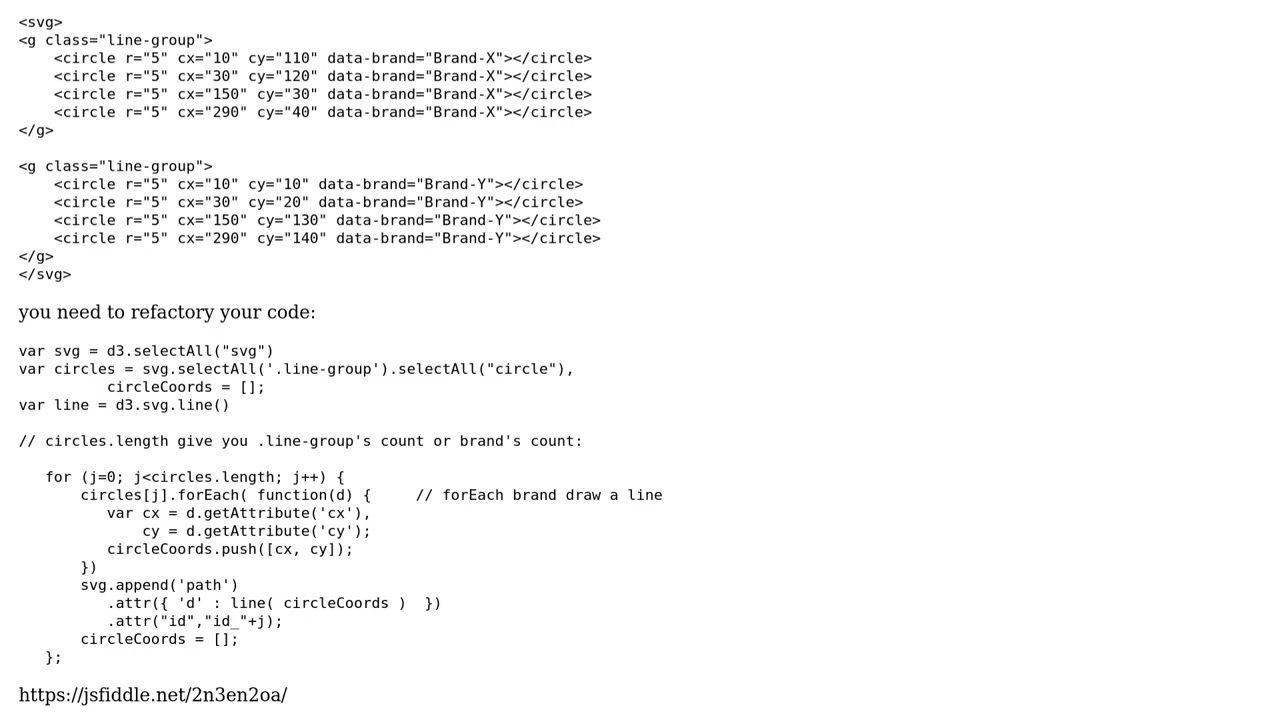 <svg>
<g class="line-group">
    <circle r="5" cx="10" cy="110" data-brand="Brand-X"></circle>
    <circle r="5" cx="30" cy="120" data-brand="Brand-X"></circle>
    <circle r="5" cx="150" cy="30" data-brand="Brand-X"></circle>
    <circle r="5" cx="290" cy="40" data-brand="Brand-X"></circle>
</g>

<g class="line-group">
    <circle r="5" cx="10" cy="10" data-brand="Brand-Y"></circle>
    <circle r="5" cx="30" cy="20" data-brand="Brand-Y"></circle>
    <circle r="5" cx="150" cy="130" data-brand="Brand-Y"></circle>
    <circle r="5" cx="290" cy="140" data-brand="Brand-Y"></circle>
</g>
</svg>

you need to refactory your code:

var svg = d3.selectAll("svg")
var circles = svg.selectAll('.line-group').selectAll("circle"),
          circleCoords = [];
var line = d3.svg.line()

// circles.length give you .line-group's count or brand's count:

   for (j=0; j<circles.length; j++) {
       circles[j].forEach( function(d) {     // forEach brand draw a line
          var cx = d.getAttribute('cx'),
              cy = d.getAttribute('cy');
          circleCoords.push([cx, cy]);
       })
       svg.append('path')
          .attr({ 'd' : line( circleCoords )  })
          .attr("id","id_"+j);
       circleCoords = [];
   };

https://jsfiddle.net/2n3en2oa/